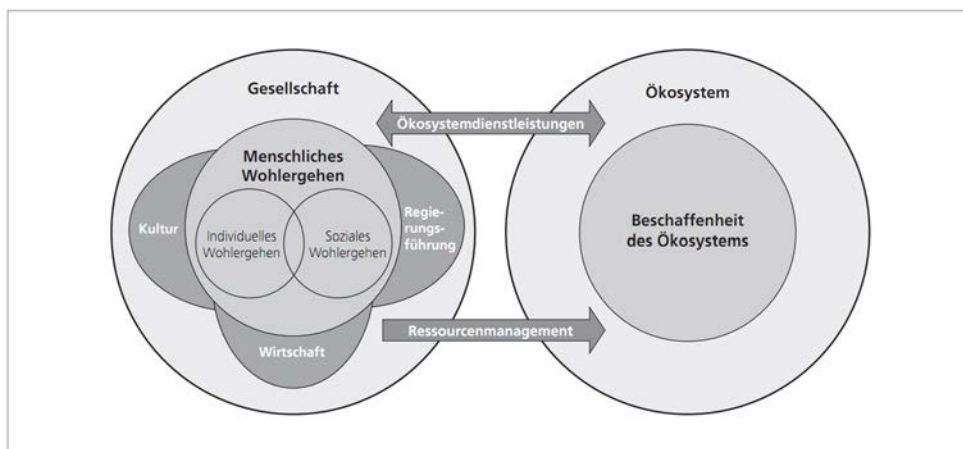 Gesellschaft
Ökosystem
Ökosystemdienstleistungen
Menschliches
Wohlergehen
Kultur
Regie-
rungs-
führung
Individuelles
Wohlergehen
Soziales
Wohlergehen
Beschaffenheit
des Ökosystems
Ressourcenmanagement
Wirtschaft